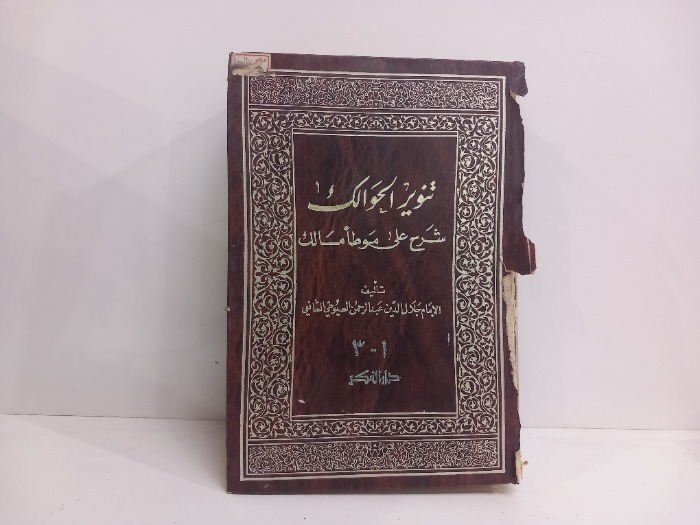 تنوير الحوالك
شرح على موطأ مالك
تأليف
الإمام جلال الدين عبد الرحمن السيوطي الشافعي
١ - ٣
دار الفكر